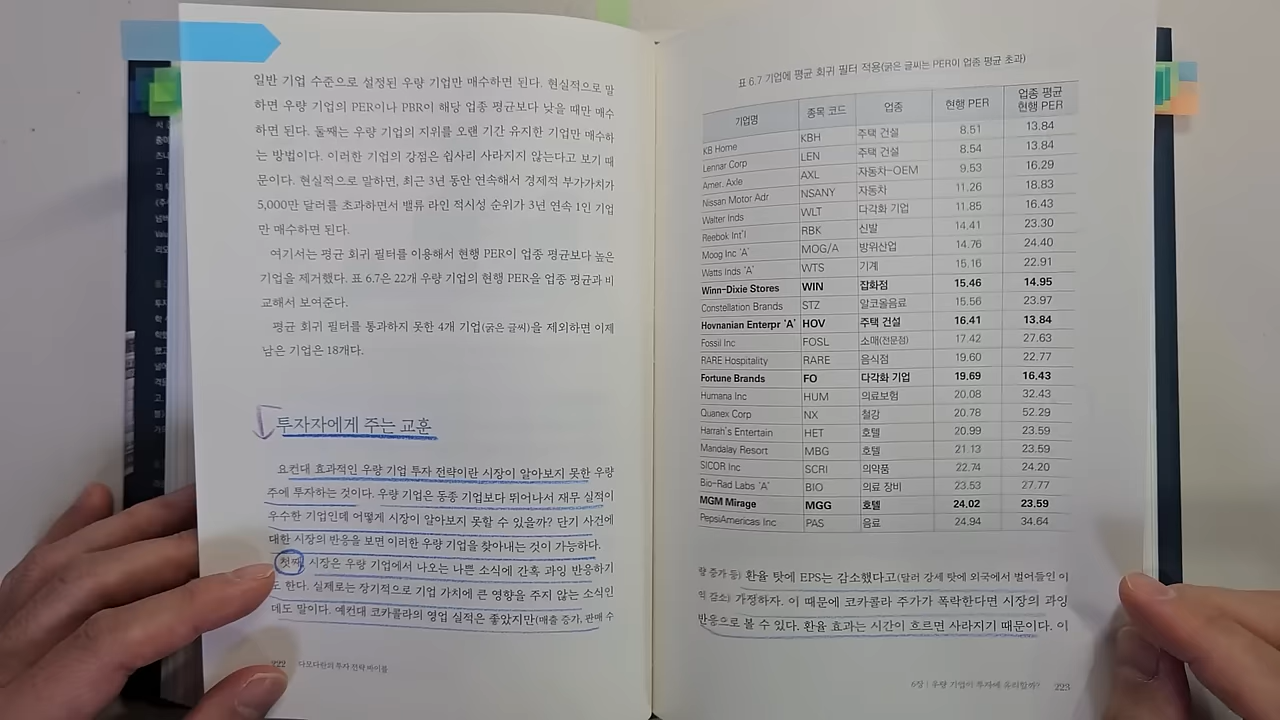 일반 기업 수준으로 설정된 우량 기업만 매수하면 된다. 현실적으로 말
하면 우량 기업의 PER이나 PBR이 해당 업종 평균보다 낮을 때만 매수
하면 된다. 둘째는 우량 기업의 지위를 오랜 기간 유지한 기업만 매수하
는 방법이다. 이러한 기업의 강점은 쉽사리 사라지지 않는다고 보기 때
문이다. 현실적으로 말하면, 최근 3년 동안 연속해서 경제적 부가가치가
5,000만 달러를 초과하면서 밸류 라인 적시성 순위가 3년 연속 1인 기업
만 매수하면 된다.
여기서는 평균 회귀 필터를 이용해서 현행 PER이 업종 평균보다 높은
기업을 제거했다. 표 6.7은 22개 우량 기업의 현행 PER을 업종 평균과 비
교해서 보여준다.
평균 회귀 필터를 통과하지 못한 4개 기업(굵은 글씨)을 제외하면 이제
남은 기업은 18개다.
투자자에게 주는 교훈
요컨대 효과적인 우량 기업 투자 전략이란 시장이 알아보지 못한 우량
주에 투자하는 것이다. 우량 기업은 동종 기업보다 뛰어나서 재무 실적이
우수한 기업인데 어떻게 시장이 알아보지 못할 수 있을까? 단기 사건에
대한 시장의 반응을 보면 이러한 우량 기업을 찾아내는 것이 가능하다.
첫째, 시장은 우량 기업에서 나오는 나쁜 소식에 간혹 과잉 반응하기
도 한다. 실제로는 장기적으로 기업 가치에 큰 영향을 주지 않는 소식인
데도 말이다. 예컨대 코카콜라의 영업 실적은 좋았지만(매출 증가, 판매 수
222 다모다란의 투자 전략 바이블
표 6.7 기업에 평균 회귀 필터 적용(굵은 글씨는 PER이 업종 평균 초과)
기업명 종목 코드 업종 현행 PER 업종 평균 현행 PER
KB Home KBH 주택 건설 8.51 13.84
Lennar Corp LEN 주택 건설 8.54 13.84
Amer. Axle AXL 자동차-OEM 9.53 16.29
Nissan Motor Adr NSANY 자동차 11.26 18.83
Walter Inds WLT 다각화 기업 11.85 16.43
Reebok Int'l RBK 신발 14.41 23.30
Moog Inc 'A' MOG/A 방위산업 14.76 24.40
Watts Inds 'A' WTS 기계 15.16 22.91
Winn-Dixie Stores WIN 잡화점 15.46 14.95
Constellation Brands STZ 알코올음료 15.56 23.97
Hovnanian Enterpr 'A' HOV 주택 건설 16.41 13.84
Fossil Inc FOSL 소매(전문점) 17.42 27.63
RARE Hospitality RARE 음식점 19.60 22.77
Fortune Brands FO 다각화 기업 19.69 16.43
Humana Inc HUM 의료보험 20.08 32.43
Quanex Corp NX 철강 20.78 52.29
Harrah's Entertain HET 호텔 20.99 23.59
Mandalay Resort MBG 호텔 21.13 23.59
SICOR Inc SCRI 의약품 22.74 24.20
Bio-Rad Labs 'A' BIO 의료 장비 23.53 27.77
MGM Mirage MGG 호텔 24.02 23.59
PepsiAmericas Inc PAS 음료 24.94 34.64
량 증가 등) 환율 탓에 EPS는 감소했다고(달러 강세 탓에 외국에서 벌어들인 이
익 감소) 가정하자. 이 때문에 코카콜라 주가가 폭락한다면 시장의 과잉
반응으로 볼 수 있다. 환율 효과는 시간이 흐르면 사라지기 때문이다. 이
6장 | 우량 기업이 투자에 유리할까? 223